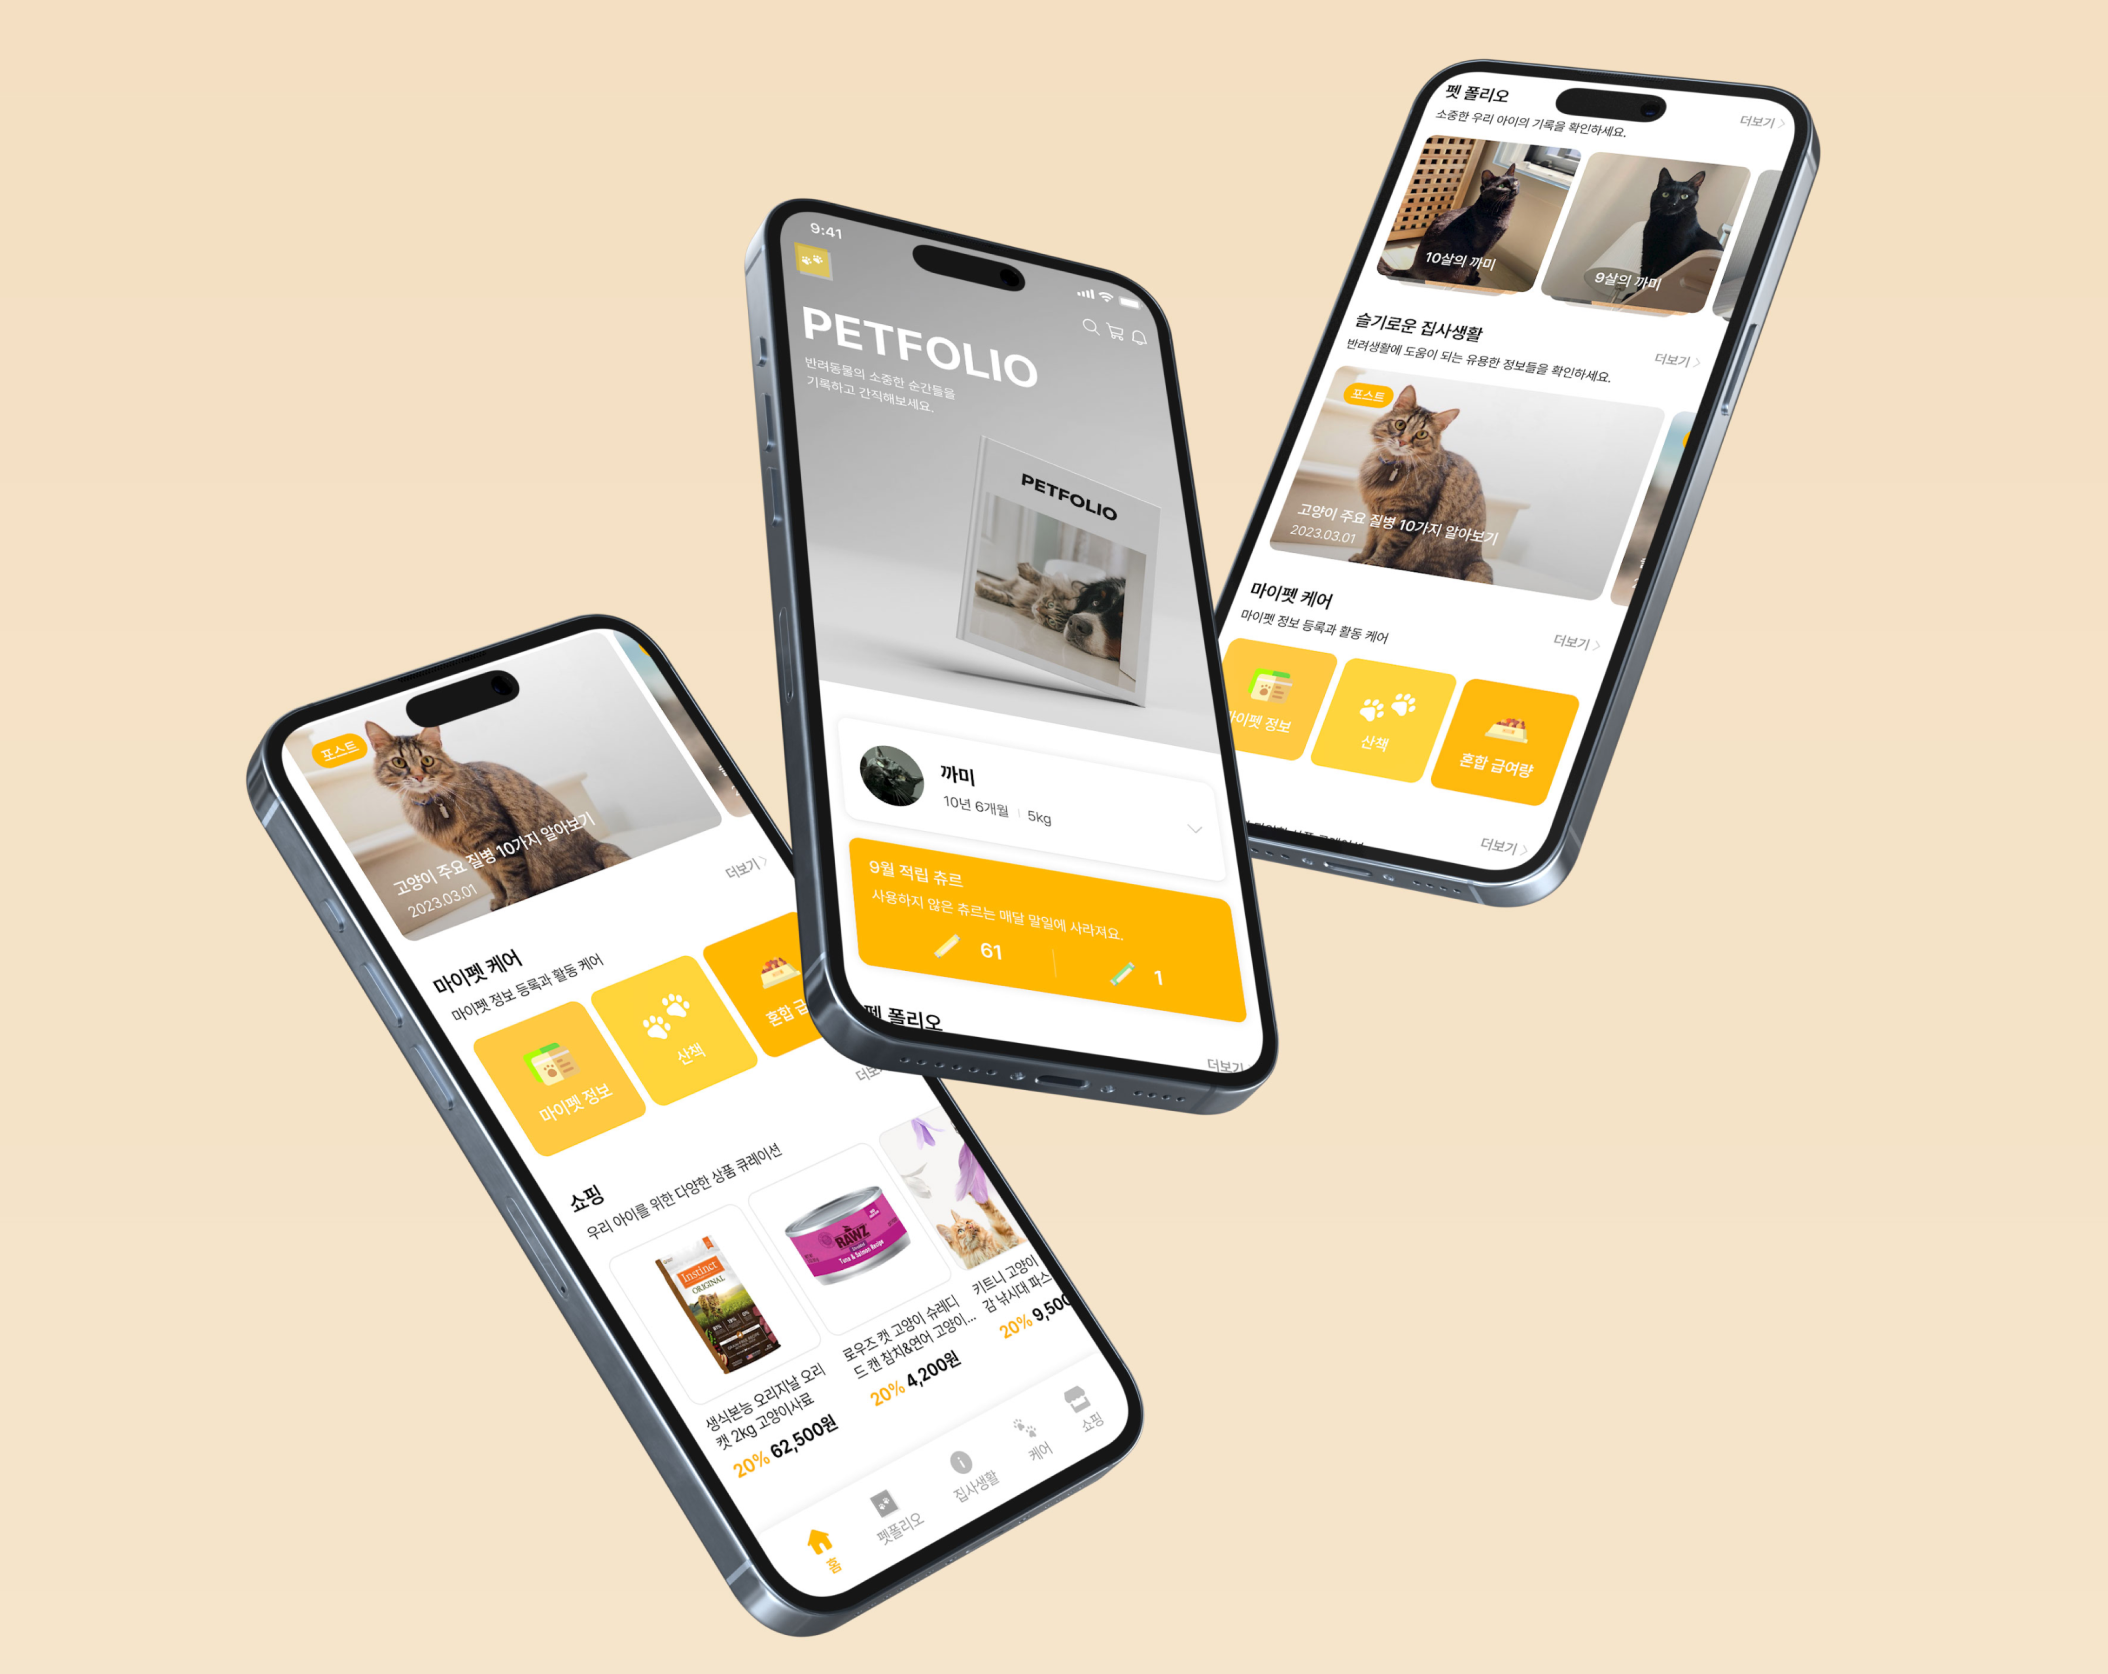 포스트
고양이 주요 질병 10가지 알아보기
2023.03.01
더보기
마이펫 케어
마이펫 정보 등록과 활동 케어
마이펫 정보
산책
혼합 급
더보
쇼핑
우리 아이를 위한 다양한 상품 큐레이션
Instinct
ORIGINAL
RAWZ
Tuna & Salmon Recipe
생식본능 오리지날 오리
캣 2kg 고양이사료
20% 62,500원
로우즈 캣 고양이 슈레디
드 캔 참치&연어 고양이...
20% 4,200원
키트니 고양이
감 낚시대 파스
20% 9,500
홈
펫폴리오
집사생활
케어
쇼핑
9:41
PETFOLIO
반려동물의 소중한 순간들을
기록하고 간직해보세요.
PETFOLIO
까미
10년 6개월 | 5kg
9월 적립 츄르
사용하지 않은 츄르는 매달 말일에 사라져요.
61
1
펫 폴리오
더보기
펫 폴리오
소중한 우리 아이의 기록을 확인하세요.
더보기
10살의 까미
9살의 까미
슬기로운 집사생활
반려생활에 도움이 되는 유용한 정보들을 확인하세요.
더보기
포스트
고양이 주요 질병 10가지 알아보기
2023.03.01
마이펫 케어
마이펫 정보 등록과 활동 케어
더보기
마이펫 정보
산책
혼합 급여량
더보기